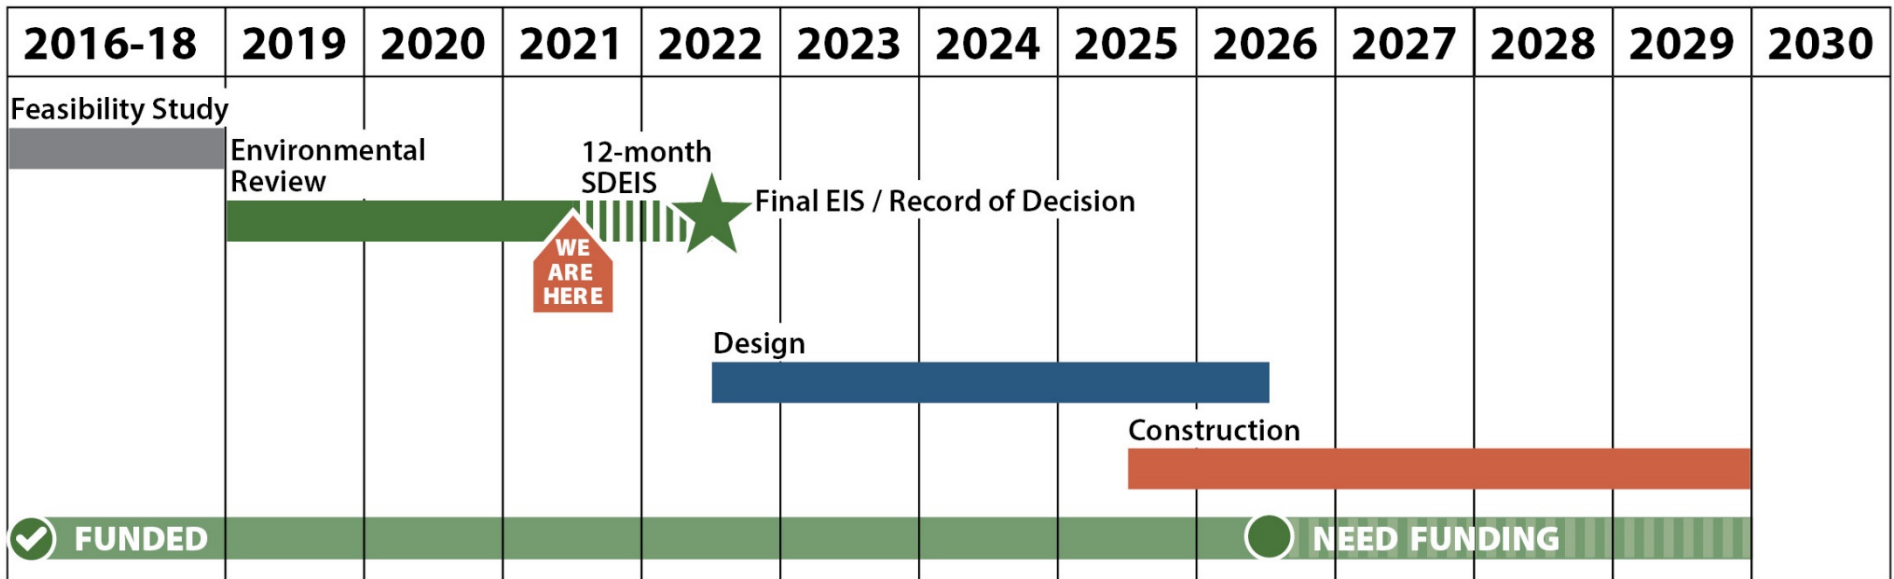 2016-18 2019 2020 2021 2022 2023 2024 2025 2026 2027 2028 2029 2030
Feasibility Study
Environmental
Review
12-month
SDEIS
Final EIS / Record of Decision
WE
ARE
HERE
Design
Construction
FUNDED
NEED FUNDING